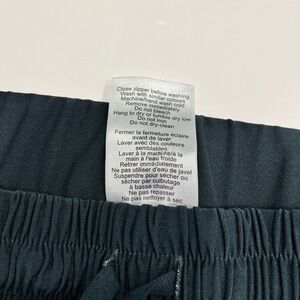 Close zipper before washing
Wash with similar colours
Machine/hand wash cold
Remove immediately
Do not bleach
Hang to dry or tumble dry low
Do not iron
Do not dry-clean
Fermer la fermeture éclaire
avant de laver
Laver avec des couleurs
semblables
Laver à la machine/à la
main à l'eau froide
Retirer immédiatement
Ne pas utiliser de l'eau
Suspendre pour sécher ou
sécher par culbutage
à basse chaleur
Ne pas repasser
Ne pas nettoyer à sec